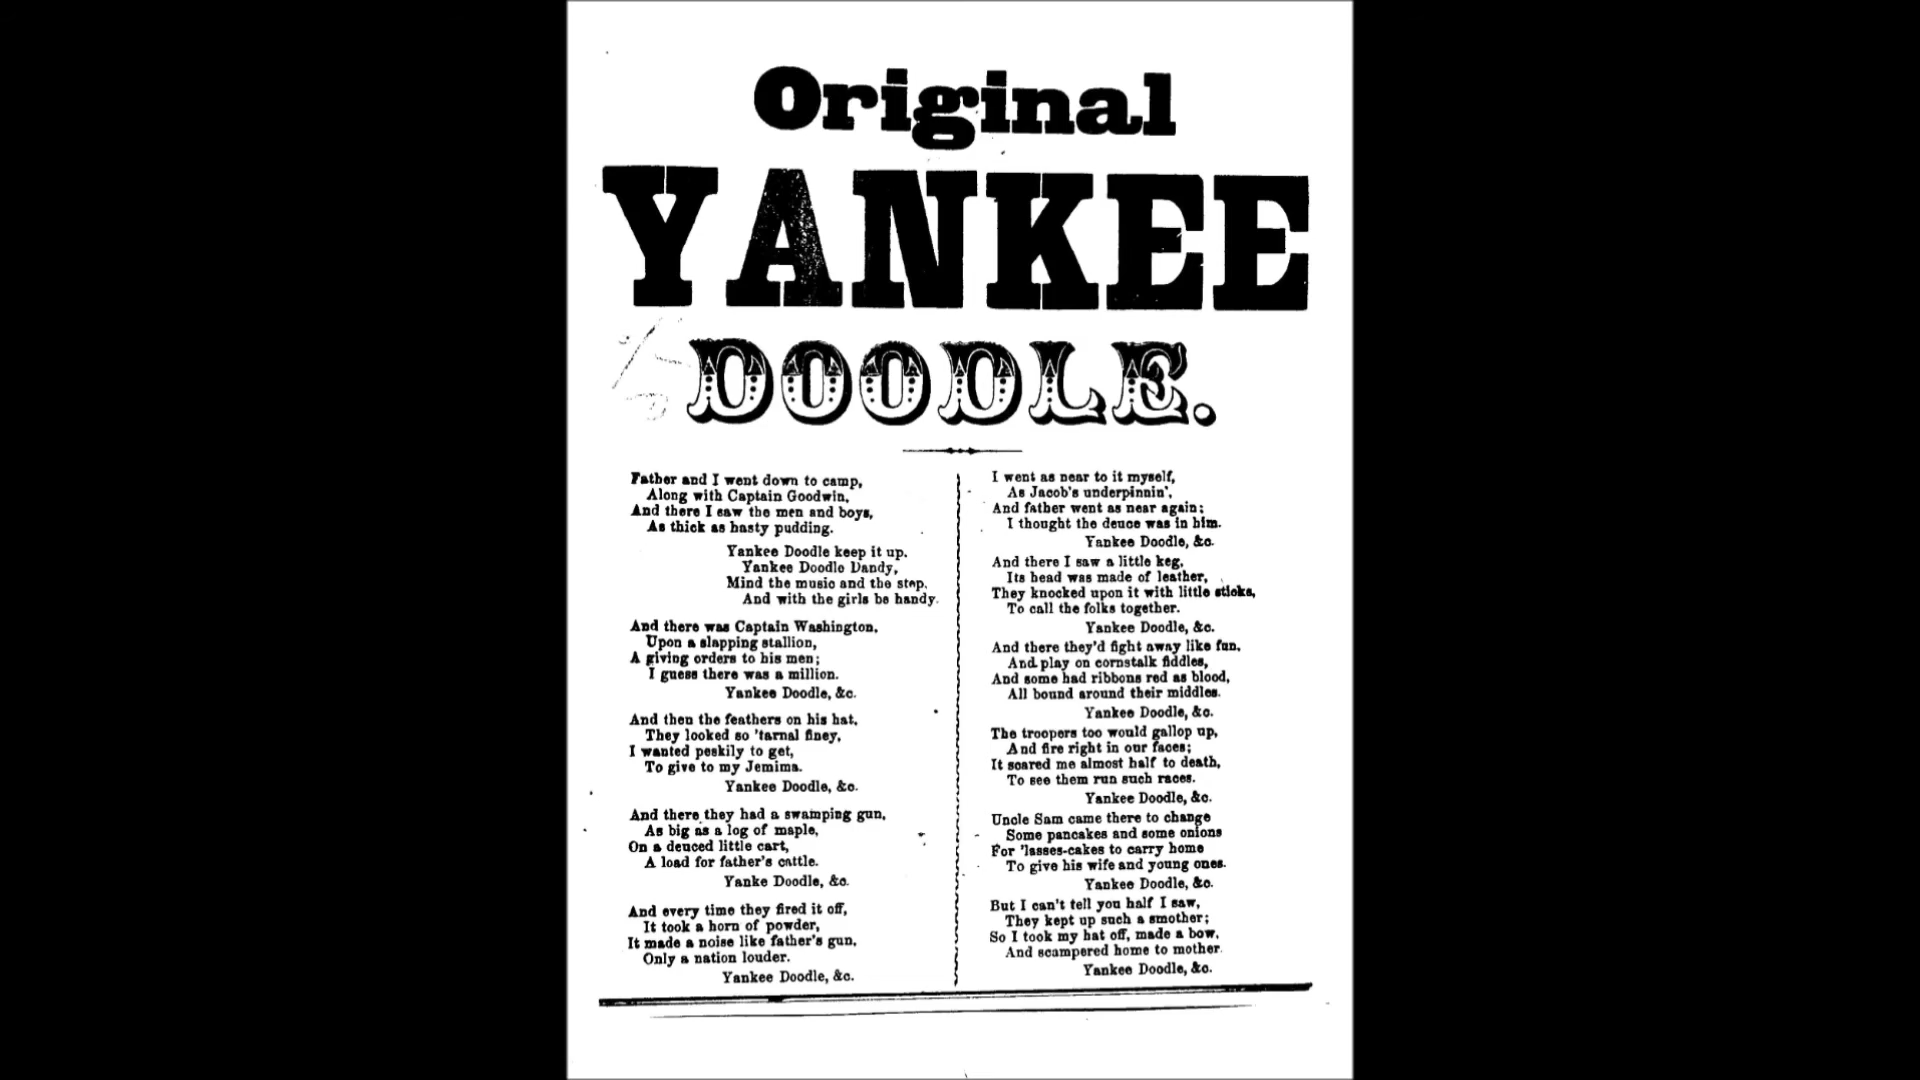 Original
YANKEE
DOODLE.
Father and I went down to camp,
Along with Captain Goodwin,
And there I saw the men and boys,
As thick as hasty pudding.
Yankee Doodle keep it up,
Yankee Doodle Dandy,
Mind the music and the step,
And with the girls be handy.
And there was Captain Washington,
Upon a slapping stallion,
A giving orders to his men;
I guess there was a million.
Yankee Doodle, &c.
And then the feathers on his hat,
They looked so 'tarnal finey,
I wanted peskily to get,
To give to my Jemima.
Yankee Doodle, &c.
And there they had a swamping gun,
As big as a log of maple,
On a deuced little cart,
A load for father's cattle.
Yanke Doodle, &c.
And every time they fired it off,
It took a horn of powder,
It made a noise like father's gun,
Only a nation louder.
Yankee Doodle, &c.
I went as near to it myself,
As Jacob's underpinnin',
And father went as near again;
I thought the deuce was in him.
Yankee Doodle, &c.
And there I saw a little keg,
Its head was made of leather,
They knocked upon it with little sticks,
To call the folks together.
Yankee Doodle, &c.
And there they'd fight away like fun,
And play on cornstalk fiddles,
And some had ribbons red as blood,
All bound around their middles.
Yankee Doodle, &c.
The troopers too would gallop up,
And fire right in our faces;
It scared me almost half to death,
To see them run such races.
Yankee Doodle, &c.
Uncle Sam came there to change
Some pancakes and some onions
For 'lasses-cakes to carry home
To give his wife and young ones.
Yankee Doodle, &c.
But I can't tell you half I saw,
They kept up such a smother;
So I took my hat off, made a bow,
And scampered home to mother.
Yankee Doodle, &c.